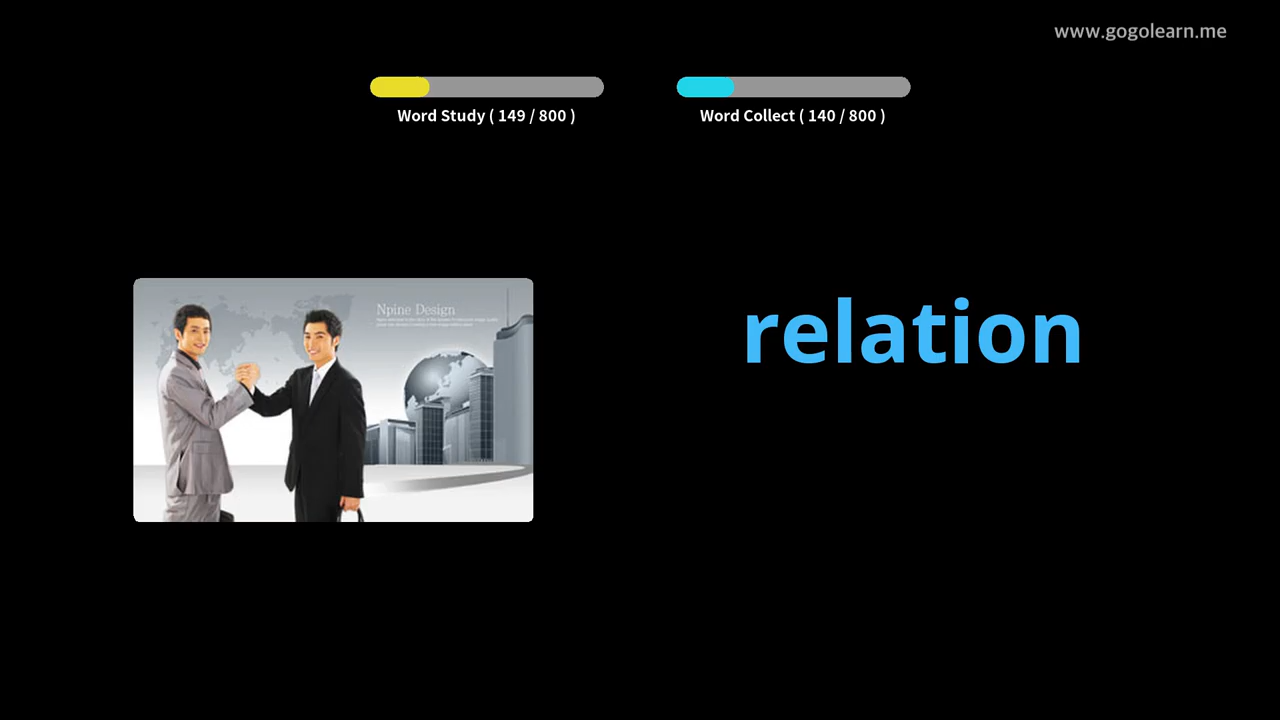 www.gogolearn.me
Word Study ( 149 / 800 )
Word Collect ( 140 / 800 )
Npine Design
relation